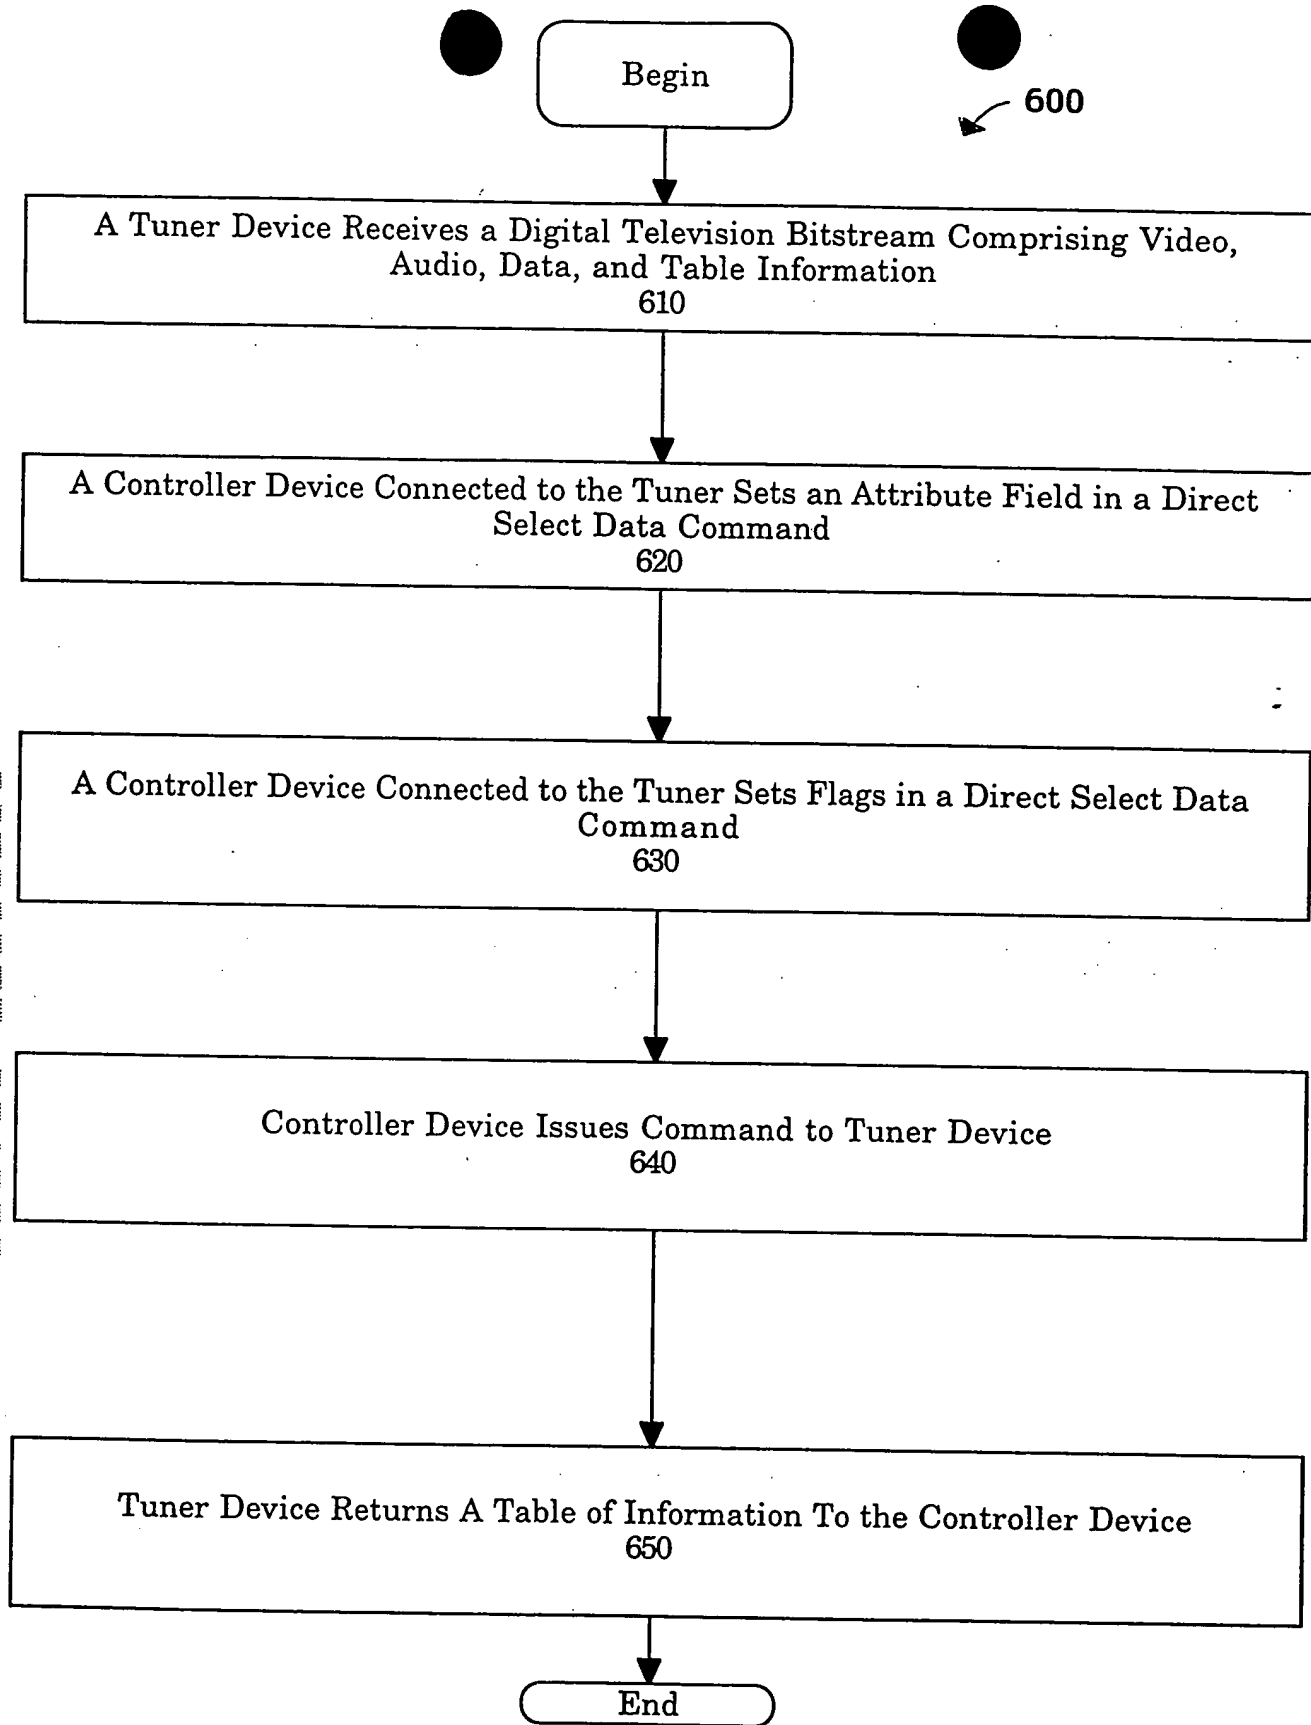 Begin
600
A Tuner Device Receives a Digital Television Bitstream Comprising Video,
Audio, Data, and Table Information
610
A Controller Device Connected to the Tuner Sets an Attribute Field in a Direct
Select Data Command
620
A Controller Device Connected to the Tuner Sets Flags in a Direct Select Data
Command
630
Controller Device Issues Command to Tuner Device
640
Tuner Device Returns A Table of Information To the Controller Device
650
End